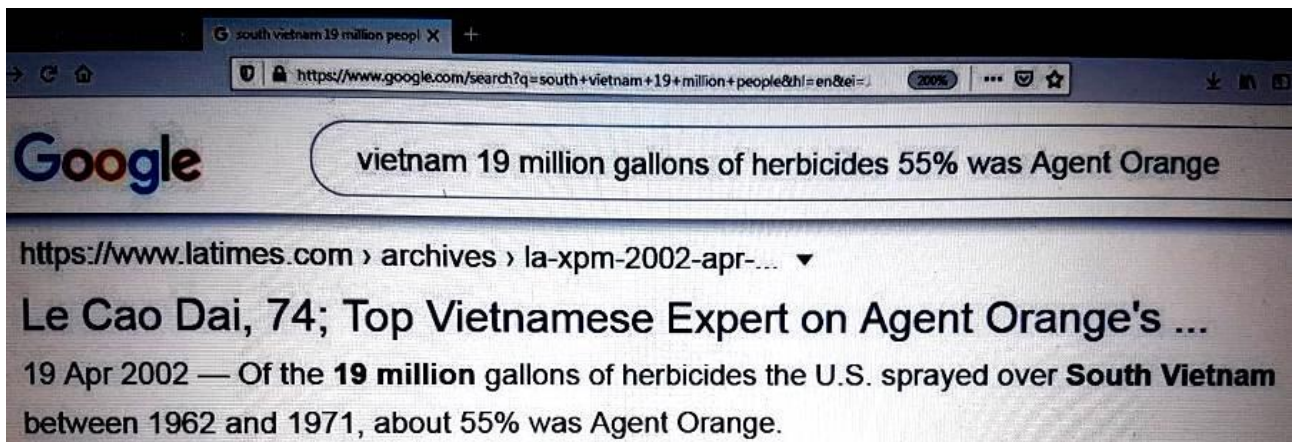 G south vietnam 19 million peopl X +
https://www.google.com/search?q=south+vietnam+19+million+people&hl=en&ei= 200% ...
Google vietnam 19 million gallons of herbicides 55% was Agent Orange
https://www.latimes.com › archives › la-xpm-2002-apr-... ▼
Le Cao Dai, 74; Top Vietnamese Expert on Agent Orange's ...
19 Apr 2002 — Of the 19 million gallons of herbicides the U.S. sprayed over South Vietnam
between 1962 and 1971, about 55% was Agent Orange.